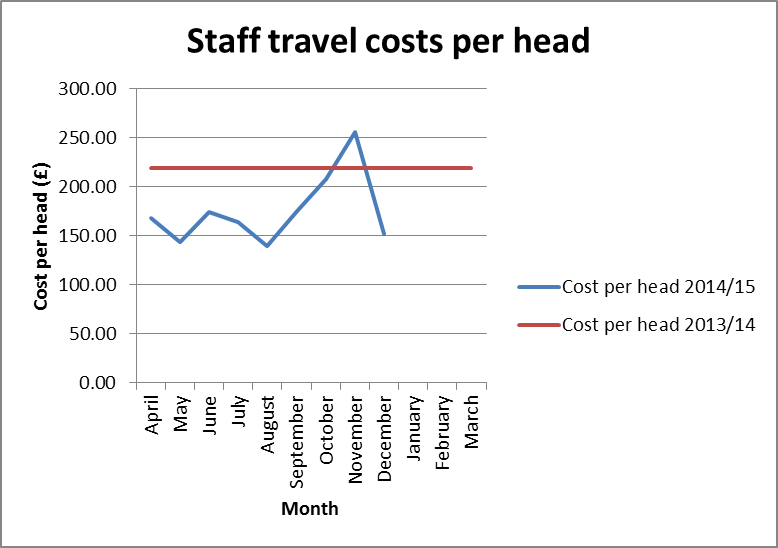 Staff travel costs per head
300.00
250.00
200.00
150.00
100.00
50.00
0.00
Cost per head (£)
April
May
June
July
August
September
October
November
December
January
February
March
Month
Cost per head 2014/15
Cost per head 2013/14